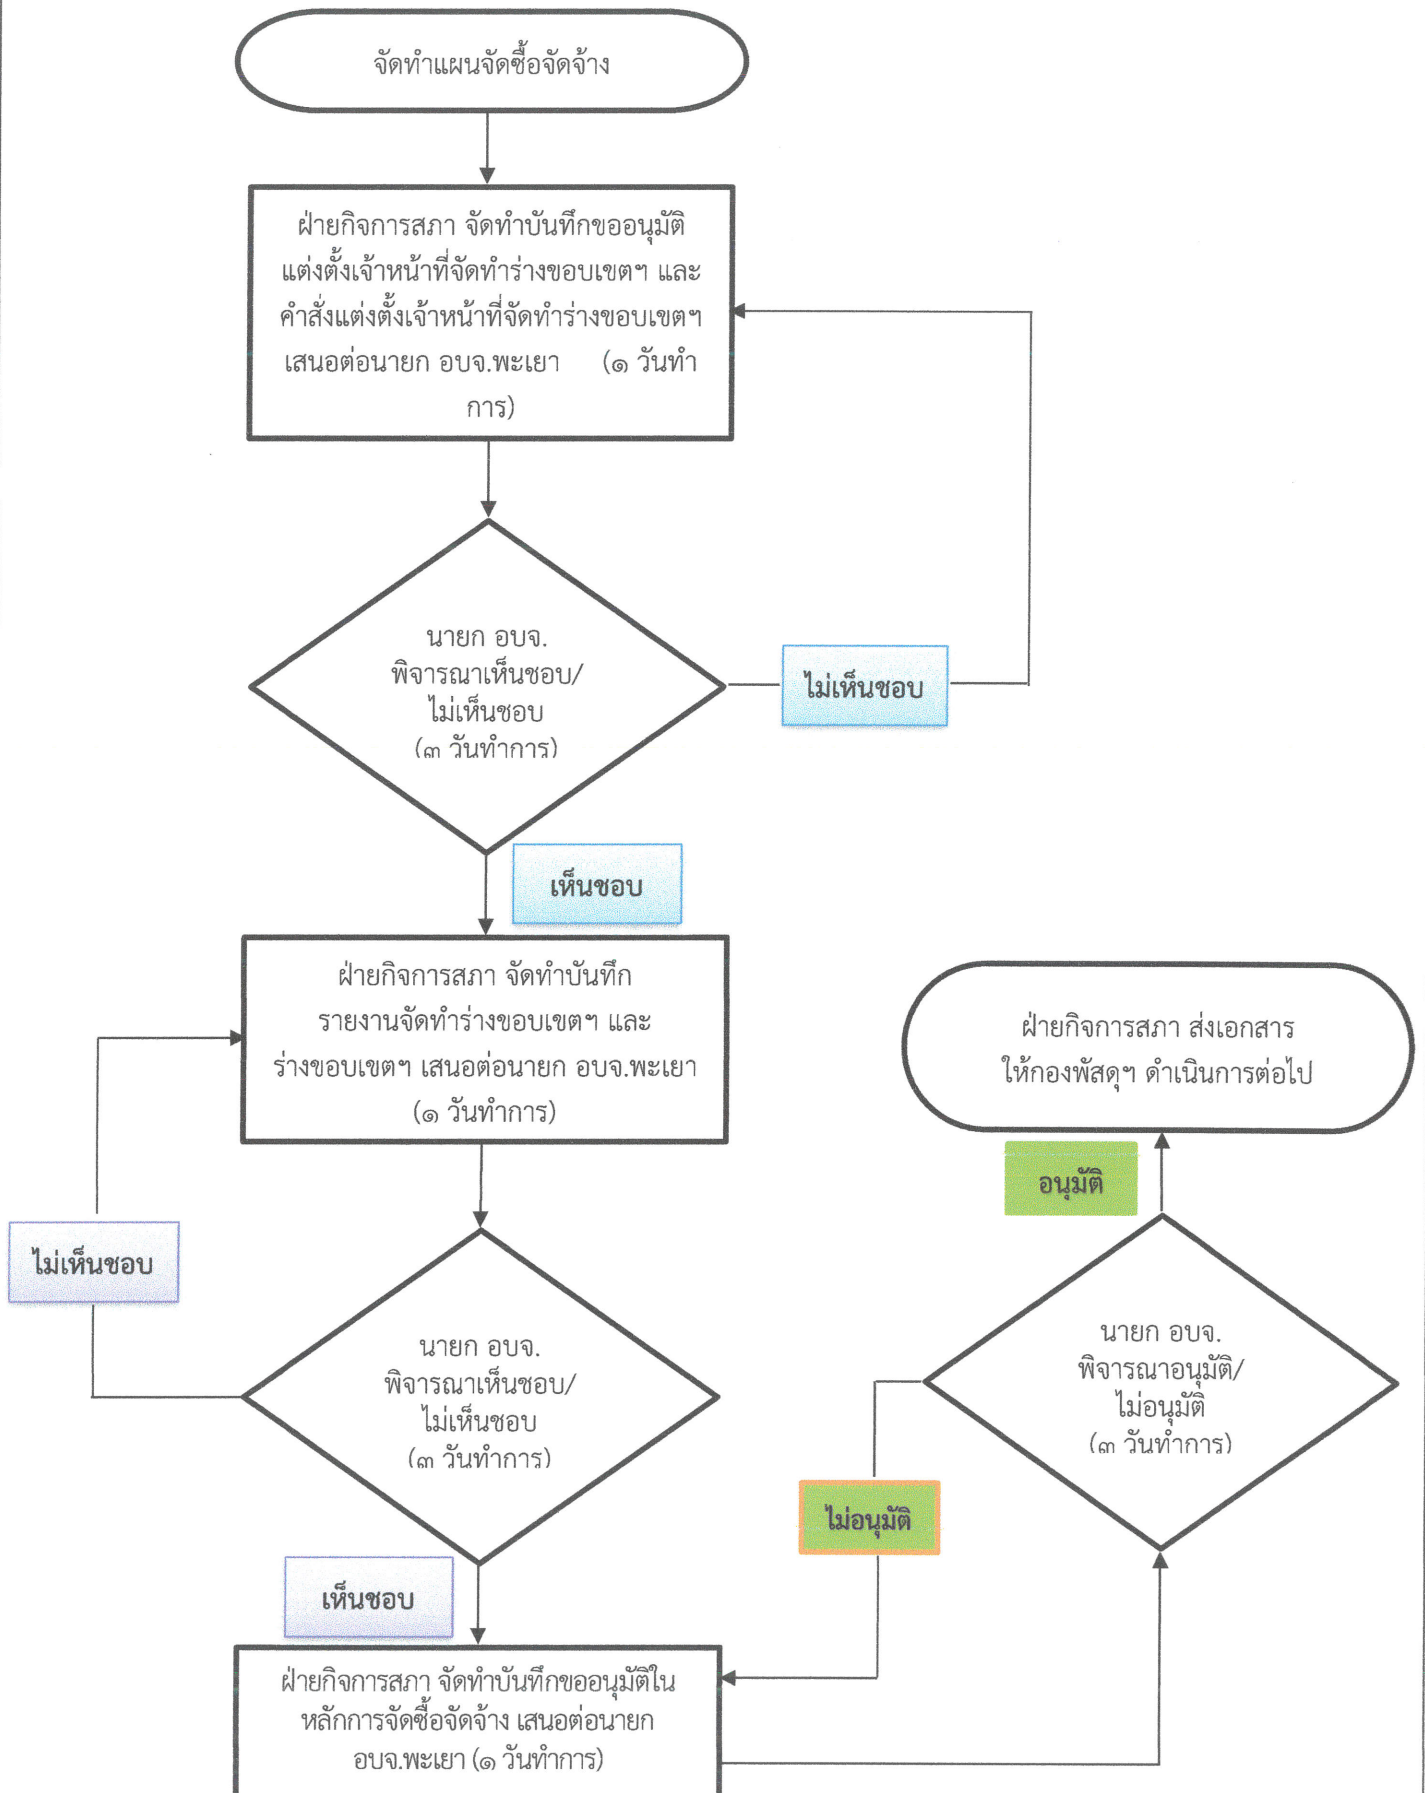 จัดทำแผนจัดซื้อจัดจ้าง
ฝ่ายกิจการสภา จัดทำบันทึกขออนุมัติ
แต่งตั้งเจ้าหน้าที่จัดทำร่างขอบเขตฯ และ
คำสั่งแต่งตั้งเจ้าหน้าที่จัดทำร่างขอบเขตฯ
เสนอต่อนายก อบจ.พะเยา (๑ วันทำ
การ)
นายก อบจ.
พิจารณาเห็นชอบ/
ไม่เห็นชอบ
(๓ วันทำการ)
ไม่เห็นชอบ
เห็นชอบ
ฝ่ายกิจการสภา จัดทำบันทึก
รายงานจัดทำร่างขอบเขตฯ และ
ร่างขอบเขตฯ เสนอต่อนายก อบจ.พะเยา
(๑ วันทำการ)
ไม่เห็นชอบ
นายก อบจ.
พิจารณาเห็นชอบ/
ไม่เห็นชอบ
(๓ วันทำการ)
เห็นชอบ
ฝ่ายกิจการสภา จัดทำบันทึกขออนุมัติใน
หลักการจัดซื้อจัดจ้าง เสนอต่อนายก
อบจ.พะเยา (๑ วันทำการ)
ไม่อนุมัติ
นายก อบจ.
พิจารณาอนุมัติ/
ไม่อนุมัติ
(๓ วันทำการ)
อนุมัติ
ฝ่ายกิจการสภา ส่งเอกสาร
ให้กองพัสดุฯ ดำเนินการต่อไป